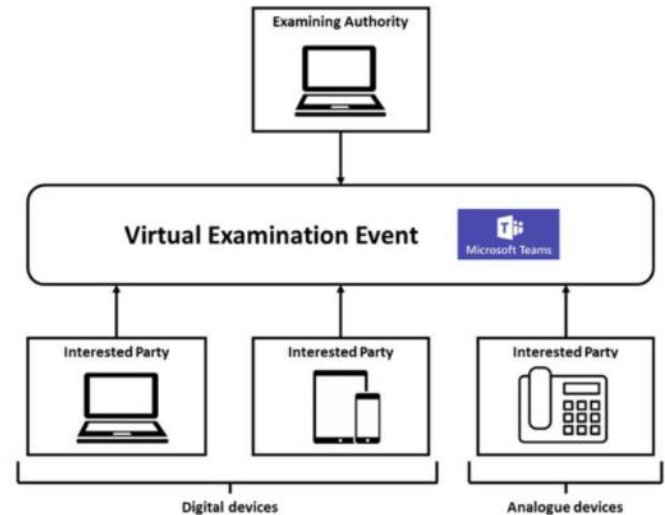 Examining Authority
Virtual Examination Event
T
Microsoft Teams
Interested Party
Interested Party
Interested Party
Digital devices
Analogue devices